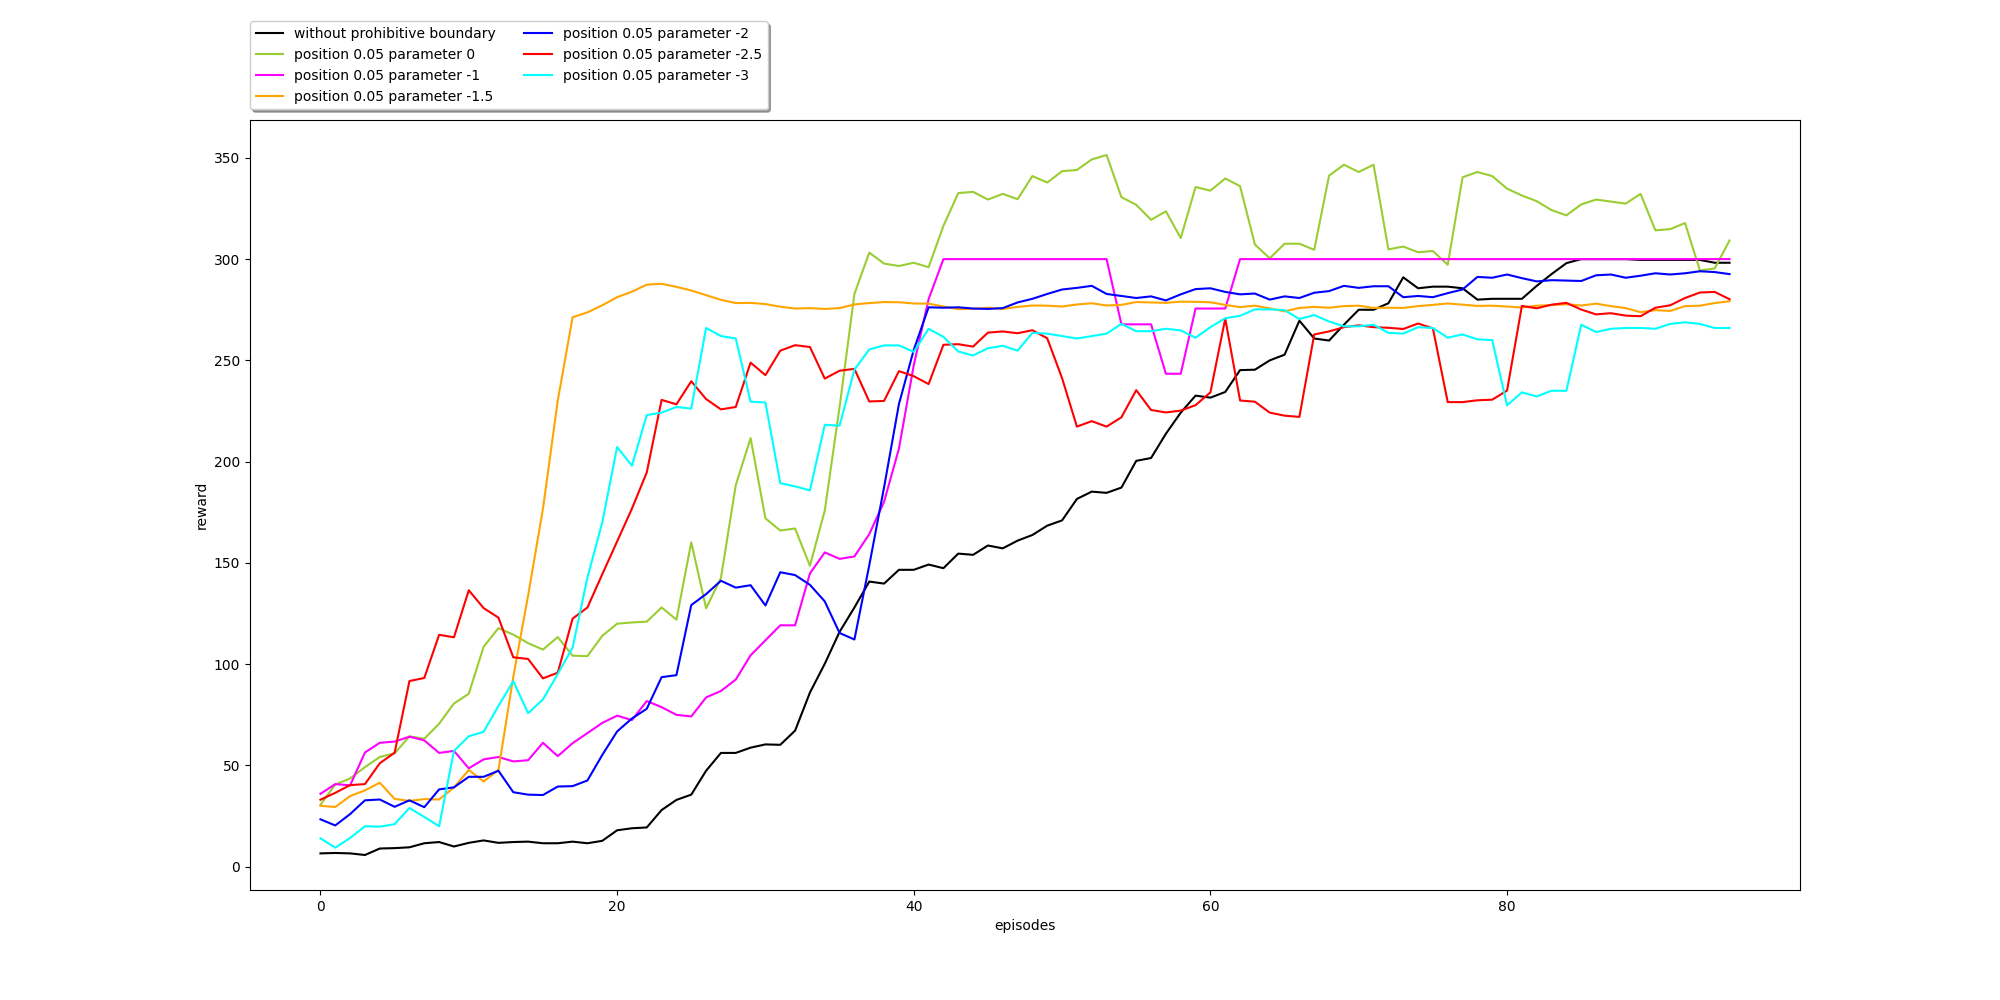 without prohibitive boundary
position 0.05 parameter 0
position 0.05 parameter -1
position 0.05 parameter -1.5
position 0.05 parameter -2
position 0.05 parameter -2.5
position 0.05 parameter -3
350
300
250
200
150
100
50
0
reward
0 20 40 60 80
episodes